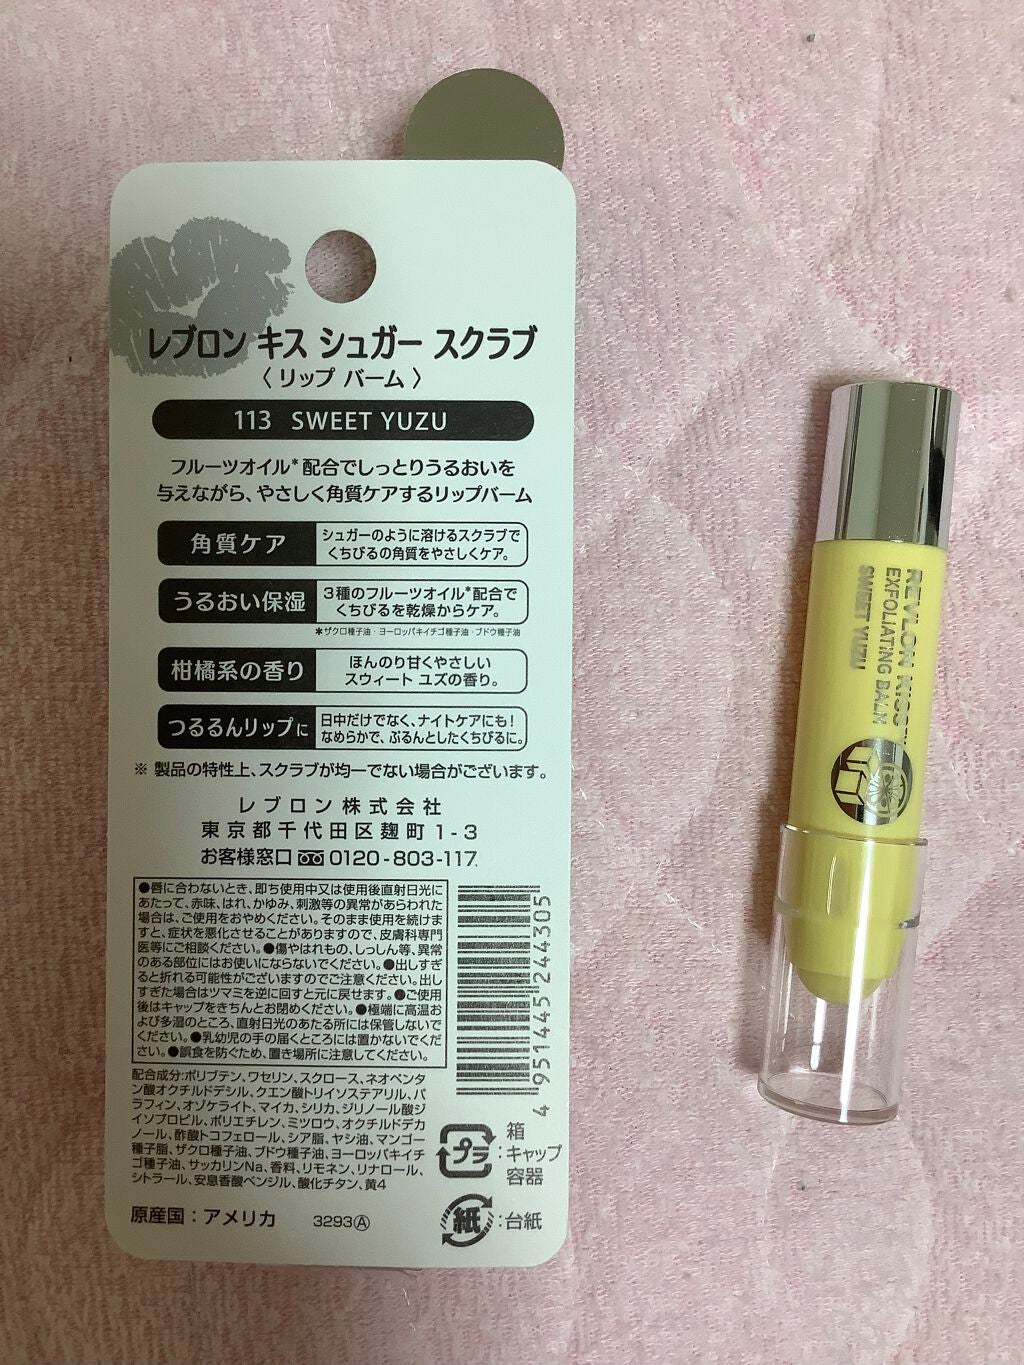 レブロン キス シュガー スクラブ
〈 リップ バーム 〉
113 SWEET YUZU
フルーツオイル*配合でしっとりうるおいを
与えながら、やさしく角質ケアするリップバーム
角質ケア
シュガーのように溶けるスクラブで
くちびるの角質をやさしくケア。
うるおい保湿
3種のフルーツオイル*配合で
くちびるを乾燥からケア。
*ザクロ種子油・ヨーロッパキイチゴ種子油・ブドウ種子油
柑橘系の香り
ほんのり甘くやさしい
スウィート ユズの香り。
つるるんリップに
日中だけでなく、ナイトケアにも!
なめらかで、ぷるんとしたくちびるに。
※ 製品の特性上、スクラブが均一でない場合がございます。
レブロン株式会社
東京都千代田区麹町1-3
お客様窓口 0120-803-117
●唇に合わないとき、即ち使用中又は使用後直射日光に
あたって、赤味、はれ、かゆみ、刺激等の異常があらわれた
場合は、ご使用をおやめください。そのまま使用を続けま
すと、症状を悪化させることがありますので、皮膚科専門
医等にご相談ください。●傷やはれもの、しっしん等、異常
のある部位にはお使いにならないでください。●出しすぎ
ると折れる可能性がございますのでご注意ください。出し
すぎた場合はツマミを逆に回すと元に戻せます。●ご使用
後はキャップをきちんとお閉めください。●極端に高温お
よび多湿のところ、直射日光のあたる所には保管しないで
ください。●乳幼児の手の届くところには置かないでくだ
さい。●誤食を防ぐため、置き場所に注意してください。
配合成分:ポリブテン、ワセリン、スクロース、ネオペンタ
ン酸オクチルドデシル、クエン酸トリイソステアリル、パ
ラフィン、オゾケライト、マイカ、シリカ、ジリノール酸ジ
イソプロピル、ポリエチレン、ミツロウ、オクチルドデカ
ノール、酢酸トコフェロール、シア脂、ヤシ油、マンゴー
種子脂、ザクロ種子油、ブドウ種子油、ヨーロッパキイチ
ゴ種子油、サッカリンNa、香料、リモネン、リナロール、
シトラール、安息香酸ベンジル、酸化チタン、黄4
原産国：アメリカ 3293Ⓐ
4 951445 244305
プラ
:
箱
キャップ
容器
紙 :台紙
REVLON KISS™
EXFOLIATING BALM
SWEET YUZU